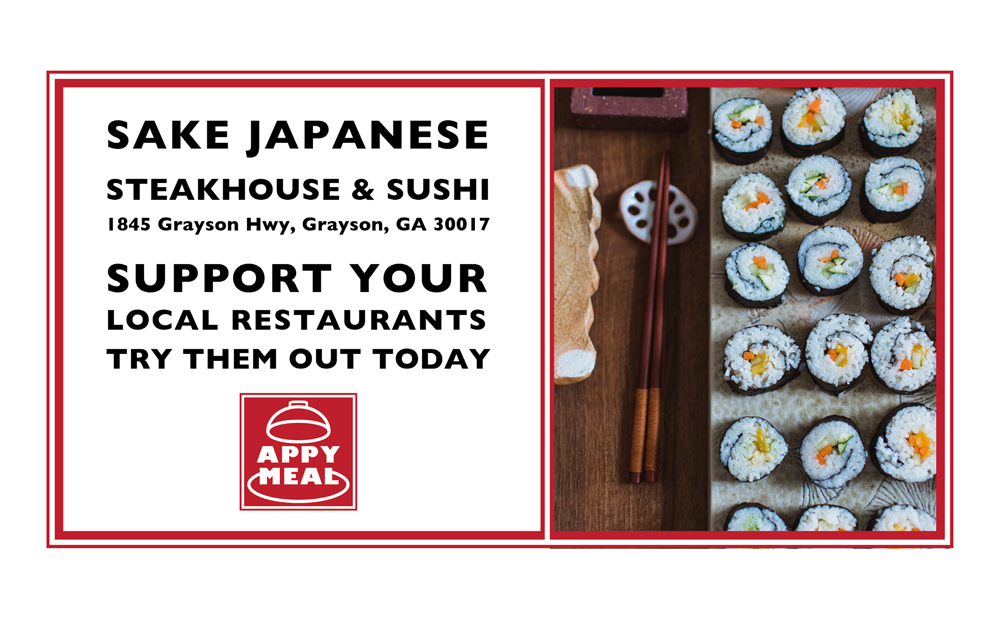 SAKE JAPANESE
STEAKHOUSE & SUSHI
1845 Grayson Hwy, Grayson, GA 30017
SUPPORT YOUR
LOCAL RESTAURANTS
TRY THEM OUT TODAY
APPY
MEAL